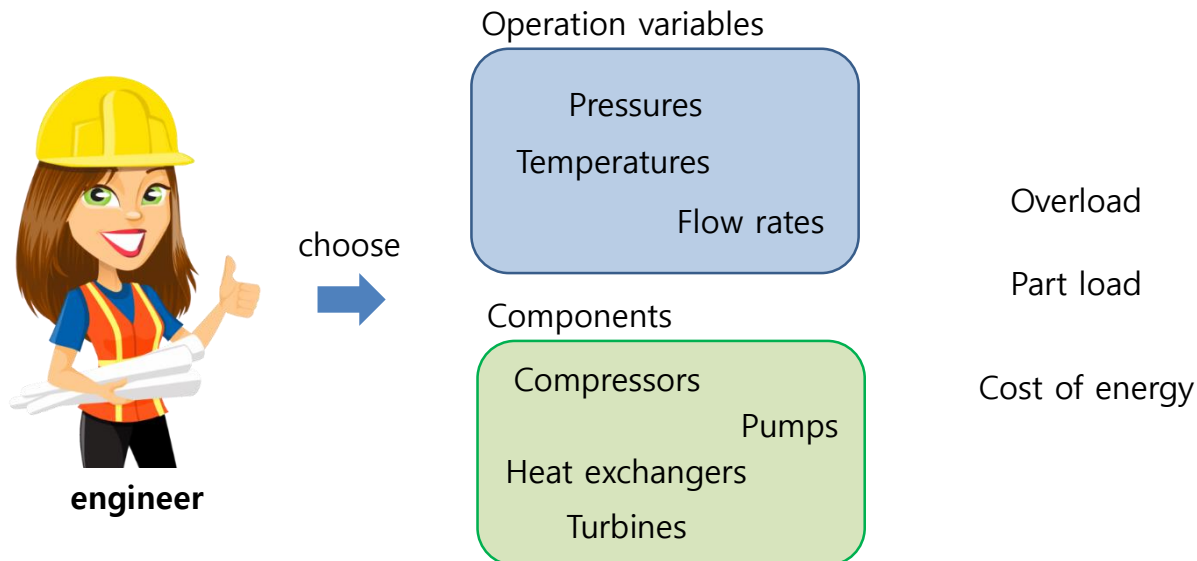 Operation variables
Pressures
Temperatures
Flow rates
choose
Components
Compressors
Pumps
Heat exchangers
Turbines
engineer
Overload
Part load
Cost of energy